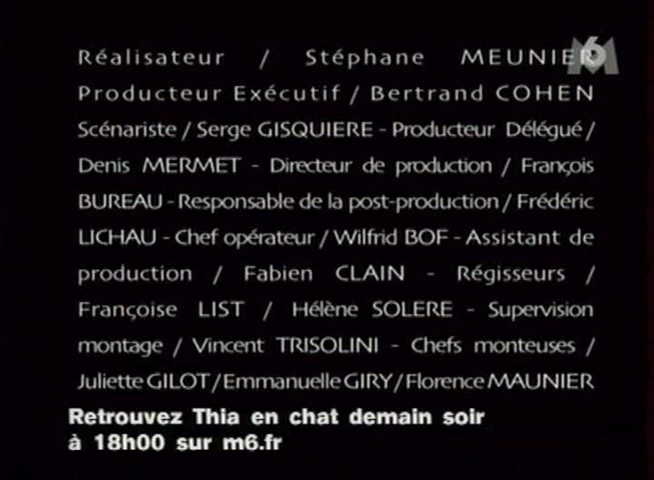 Réalisateur / Stéphane MEUNIER
M6
Producteur Exécutif / Bertrand COHEN
Scénariste / Serge GISQUIERE - Producteur Délégué /
Denis MERMET - Directeur de production / François
BUREAU - Responsable de la post-production / Frédéric
LICHAU - Chef opérateur / Wilfrid BOF - Assistant de
production / Fabien CLAIN - Régisseurs /
Françoise LIST / Hélène SOLERE - Supervision
montage / Vincent TRISOLINI - Chefs monteuses /
Juliette GILOT / Emmanuelle GIRY / Florence MAUNIER
Retrouvez Thia en chat demain soir
à 18h00 sur m6.fr